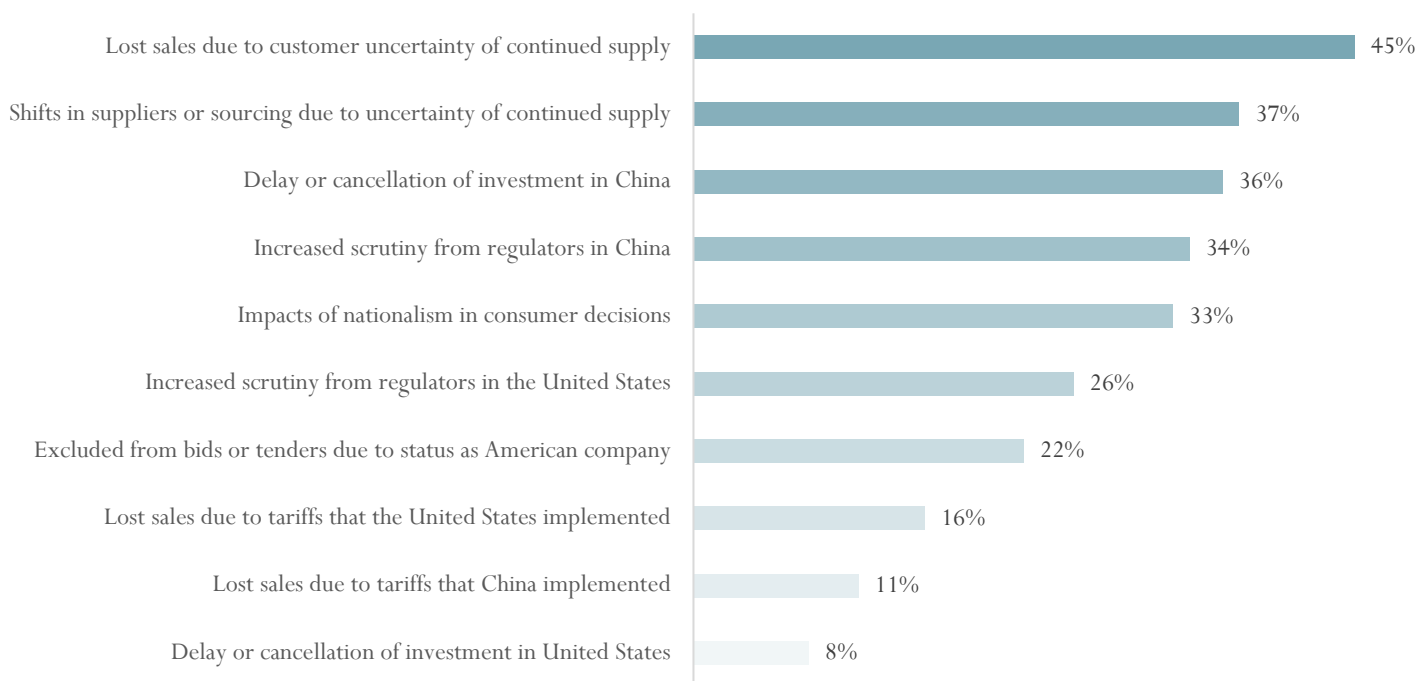 Lost sales due to customer uncertainty of continued supply 45%
Shifts in suppliers or sourcing due to uncertainty of continued supply 37%
Delay or cancellation of investment in China 36%
Increased scrutiny from regulators in China 34%
Impacts of nationalism in consumer decisions 33%
Increased scrutiny from regulators in the United States 26%
Excluded from bids or tenders due to status as American company 22%
Lost sales due to tariffs that the United States implemented 16%
Lost sales due to tariffs that China implemented 11%
Delay or cancellation of investment in United States 8%